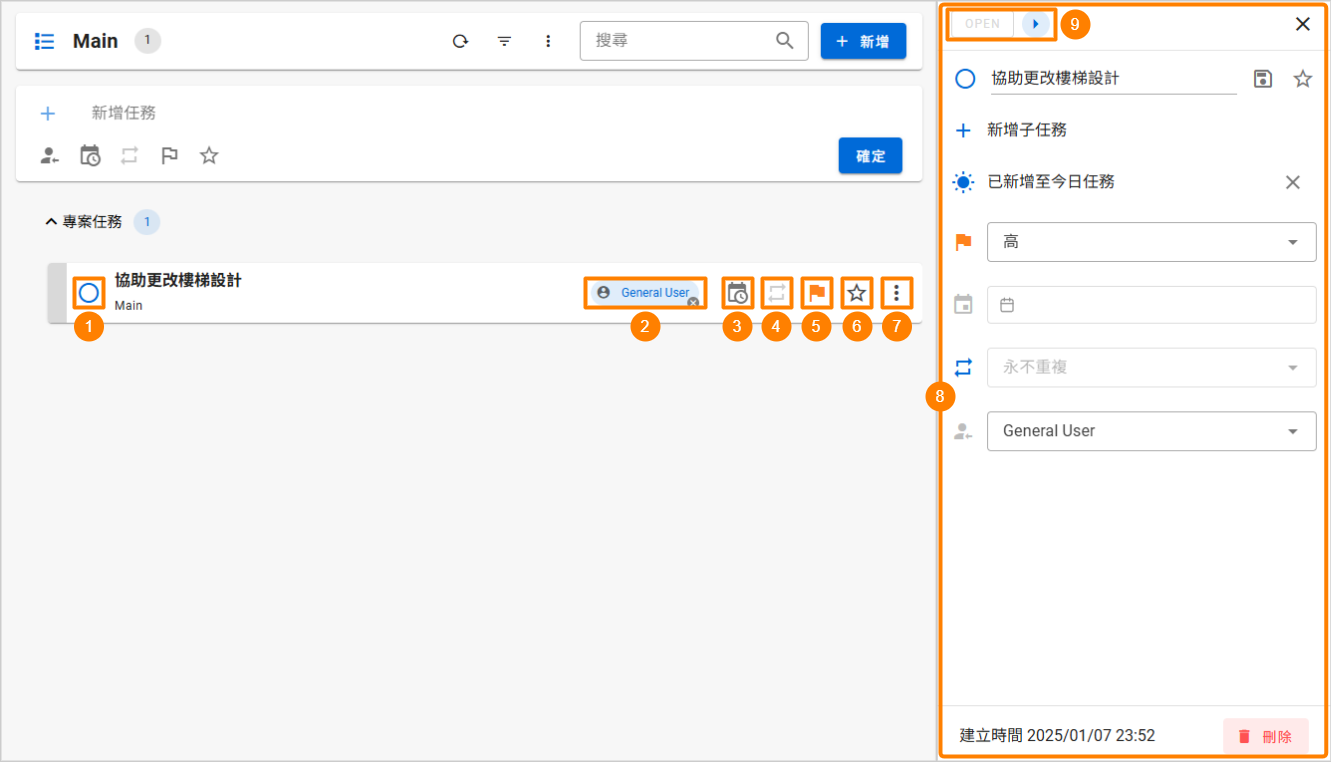 Main 1
搜尋
+ 新增
新增任務
確定
專案任務 1
協助更改樓梯設計
Main
General User
1
2
3
4
5
6
7
OPEN
9
協助更改樓梯設計
新增子任務
已新增至今日任務
高
永不重複
8
General User
建立時間 2025/01/07 23:52
刪除